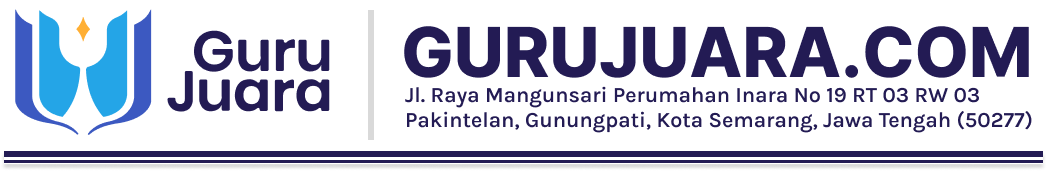 Guru
Juara
GURUJUARA.COM
Jl. Raya Mangunsari Perumahan Inara No 19 RT 03 RW 03
Pakintelan, Gunungpati, Kota Semarang, Jawa Tengah (50277)